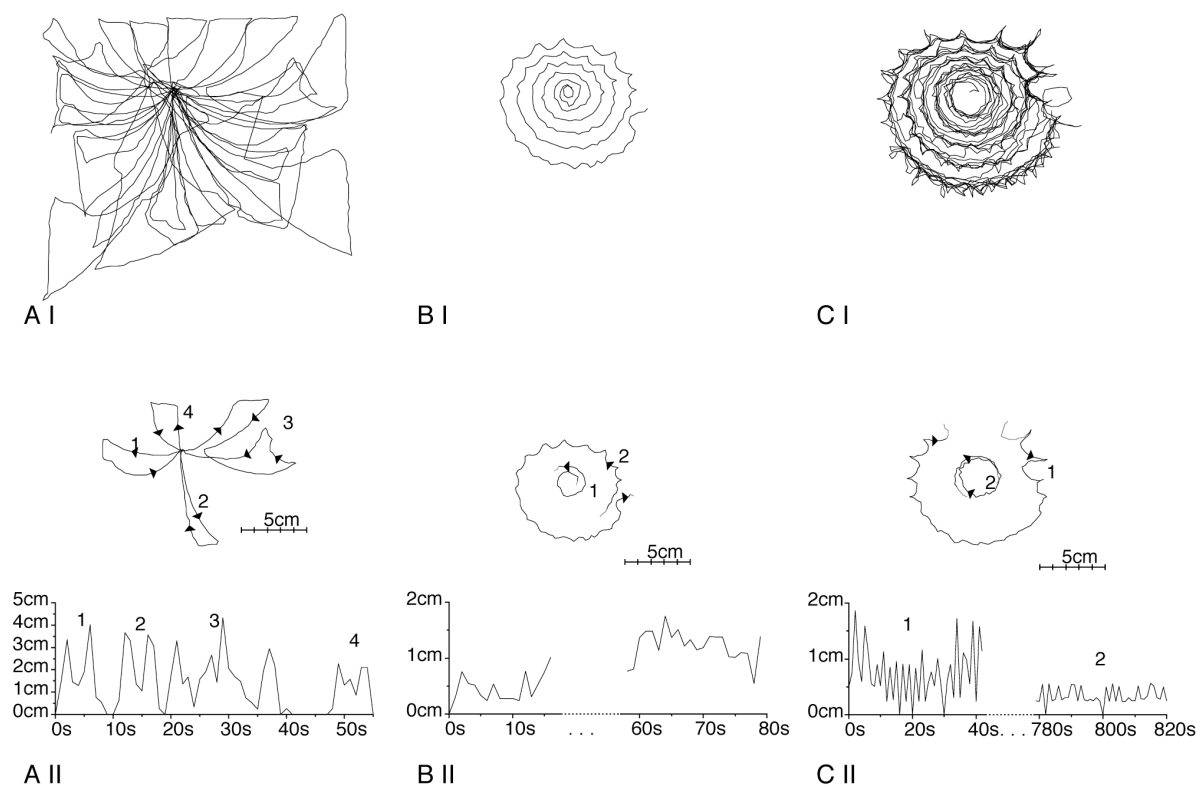 A I
B I
C I
1
4
3
2
5cm
2
1
5cm
1
2
5cm
5cm
4cm
3cm
2cm
1cm
0cm
1
2
3
4
0s 10s 20s 30s 40s 50s
2cm
1cm
0cm
0s 10s ... 60s 70s 80s
2cm
1cm
0cm
1
2
0s 20s 40s ... 780s 800s 820s
A II
B II
C II